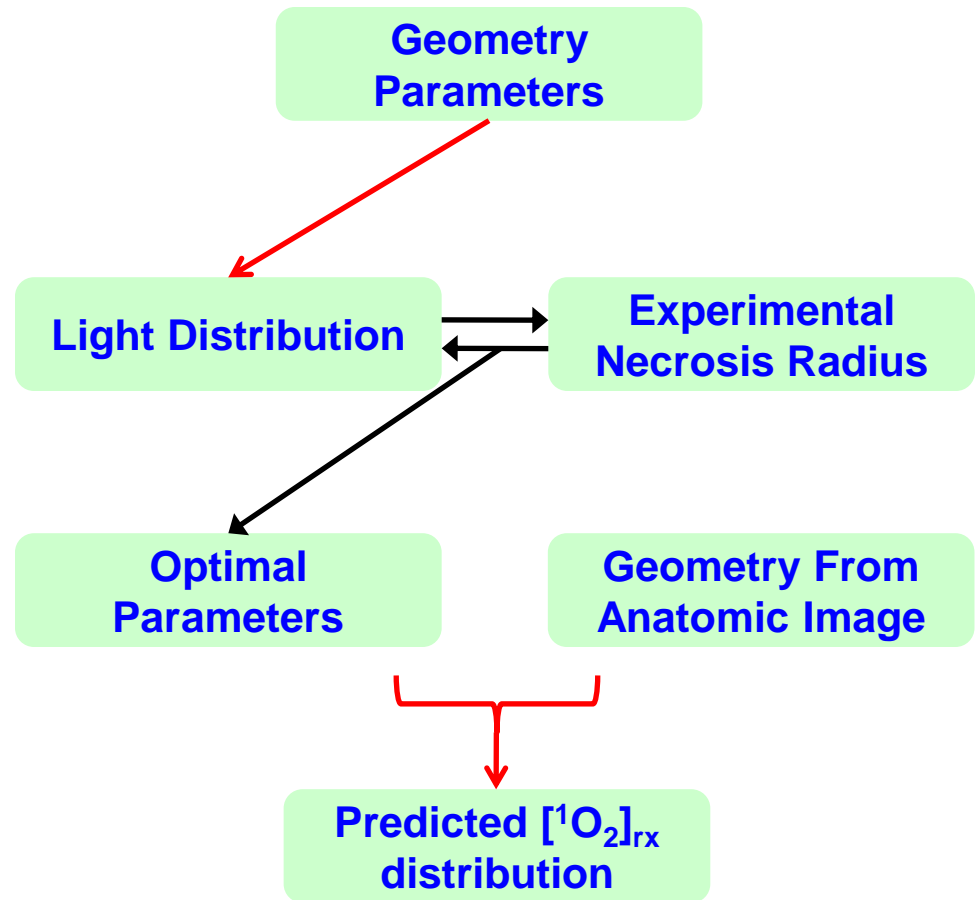 Geometry
Parameters
Light Distribution
Experimental
Necrosis Radius
Optimal
Parameters
Geometry From
Anatomic Image
Predicted [¹O₂]ᵣₓ
distribution